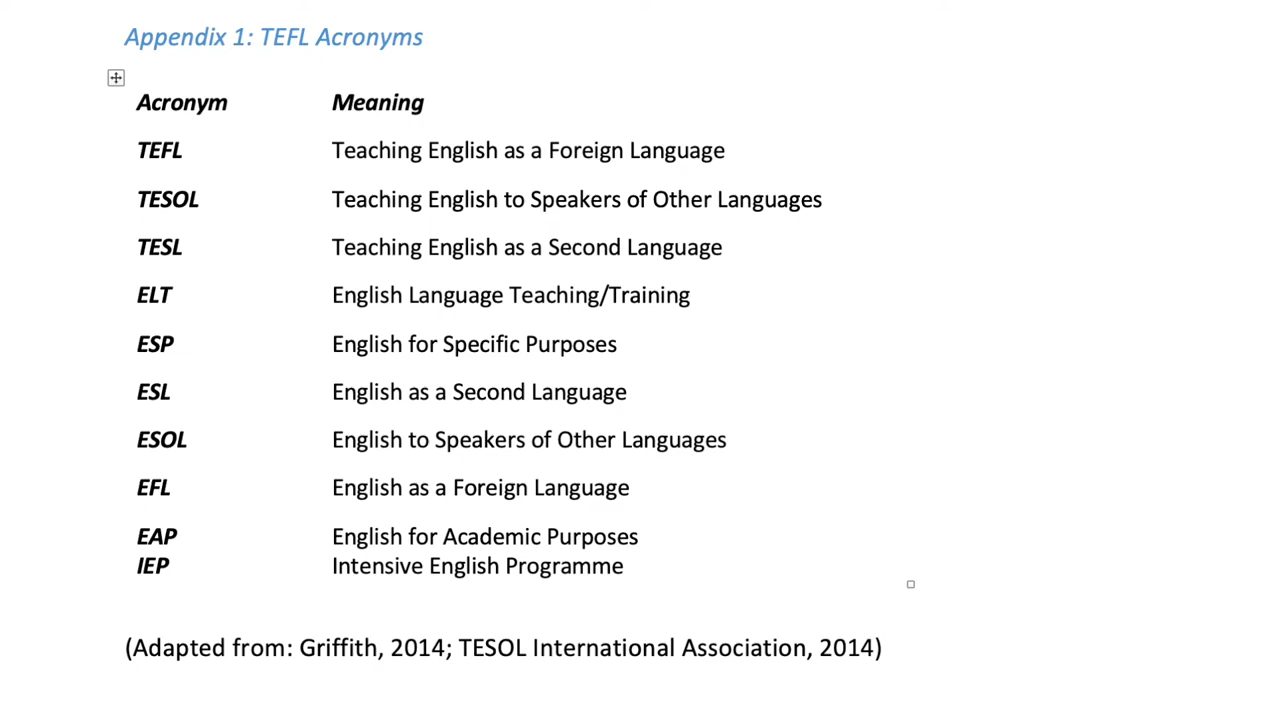 Appendix 1: TEFL Acronyms
Acronym Meaning
TEFL Teaching English as a Foreign Language
TESOL Teaching English to Speakers of Other Languages
TESL Teaching English as a Second Language
ELT English Language Teaching/Training
ESP English for Specific Purposes
ESL English as a Second Language
ESOL English to Speakers of Other Languages
EFL English as a Foreign Language
EAP English for Academic Purposes
IEP Intensive English Programme
(Adapted from: Griffith, 2014; TESOL International Association, 2014)